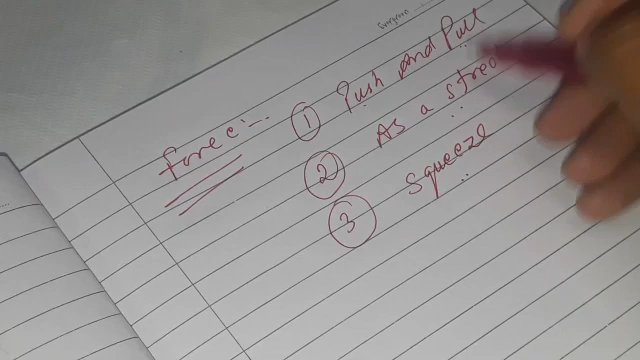 Force:-
① Push and Pull
② As a
③ Squeeze